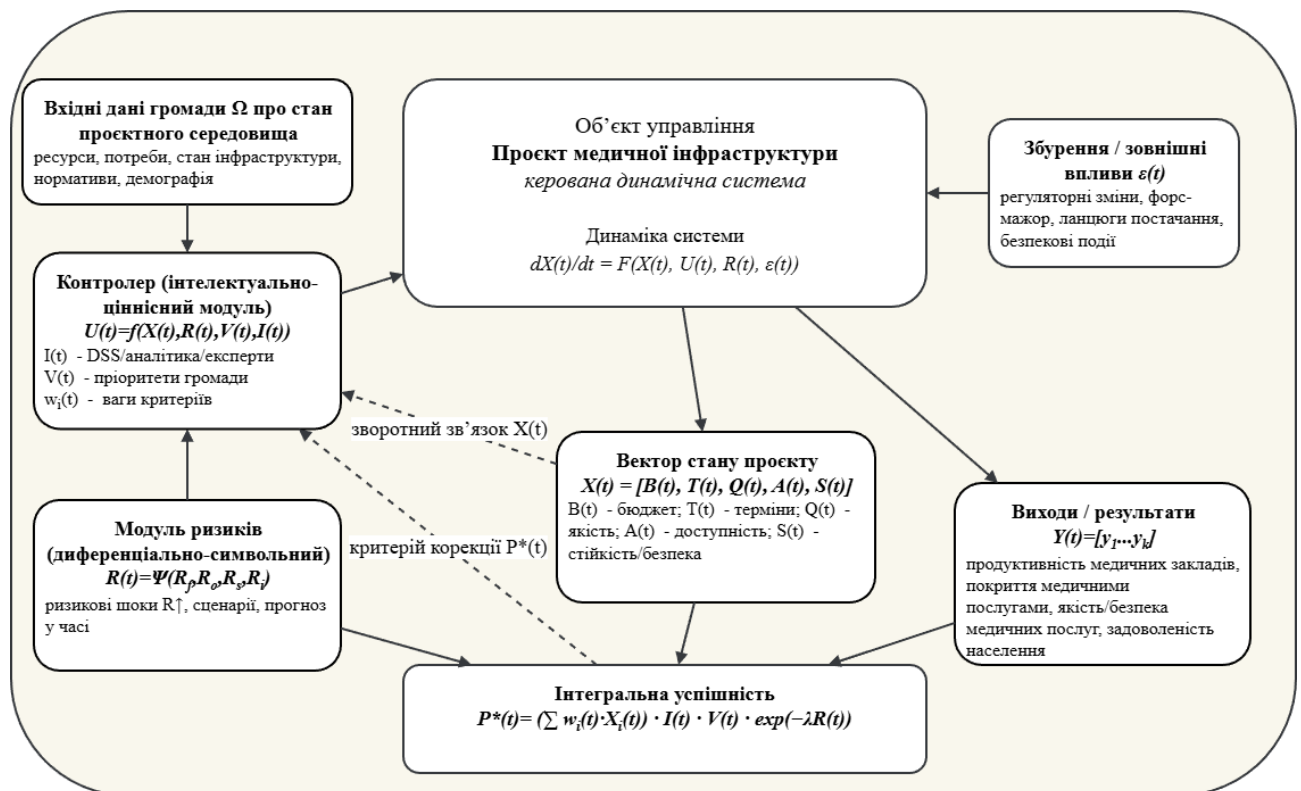 Вхідні дані громади Ω про стан
проєктного середовища
ресурси, потреби, стан інфраструктури,
нормативи, демографія
Об’єкт управління
Проєкт медичної інфраструктури
керована динамічна система
Динаміка системи
dX(t)/dt = F(X(t), U(t), R(t), ε(t))
Збурення / зовнішні
впливи ε(t)
регуляторні зміни, форс-
мажор, ланцюги постачання,
безпекові події
Контролер (інтелектуально-
ціннісний модуль)
U(t)=f(X(t),R(t),V(t),I(t))
I(t) - DSS/аналітика/експерти
V(t) - пріоритети громади
wᵢ(t) - ваги критеріїв
зворотний зв’язок X(t)
Вектор стану проєкту
X(t) = [B(t), T(t), Q(t), A(t), S(t)]
B(t) - бюджет; T(t) - терміни; Q(t) -
якість; A(t) - доступність; S(t) -
стійкість/безпека
Виходи / результати
Y(t)=[y₁...yₖ]
продуктивність медичних закладів,
покриття медичними
послугами, якість/безпека
медичних послуг, задоволеність
населення
Модуль ризиків
(диференціально-символьний)
R(t)=Ψ(R_f,Rₒ,Rₛ,Rᵢ)
ризикові шоки R↑, сценарії, прогноз
у часі
критерій корекції P*(t)
Інтегральна успішність
P*(t)= (∑ wᵢ(t)·Xᵢ(t)) · I(t) · V(t) · exp(−λR(t))